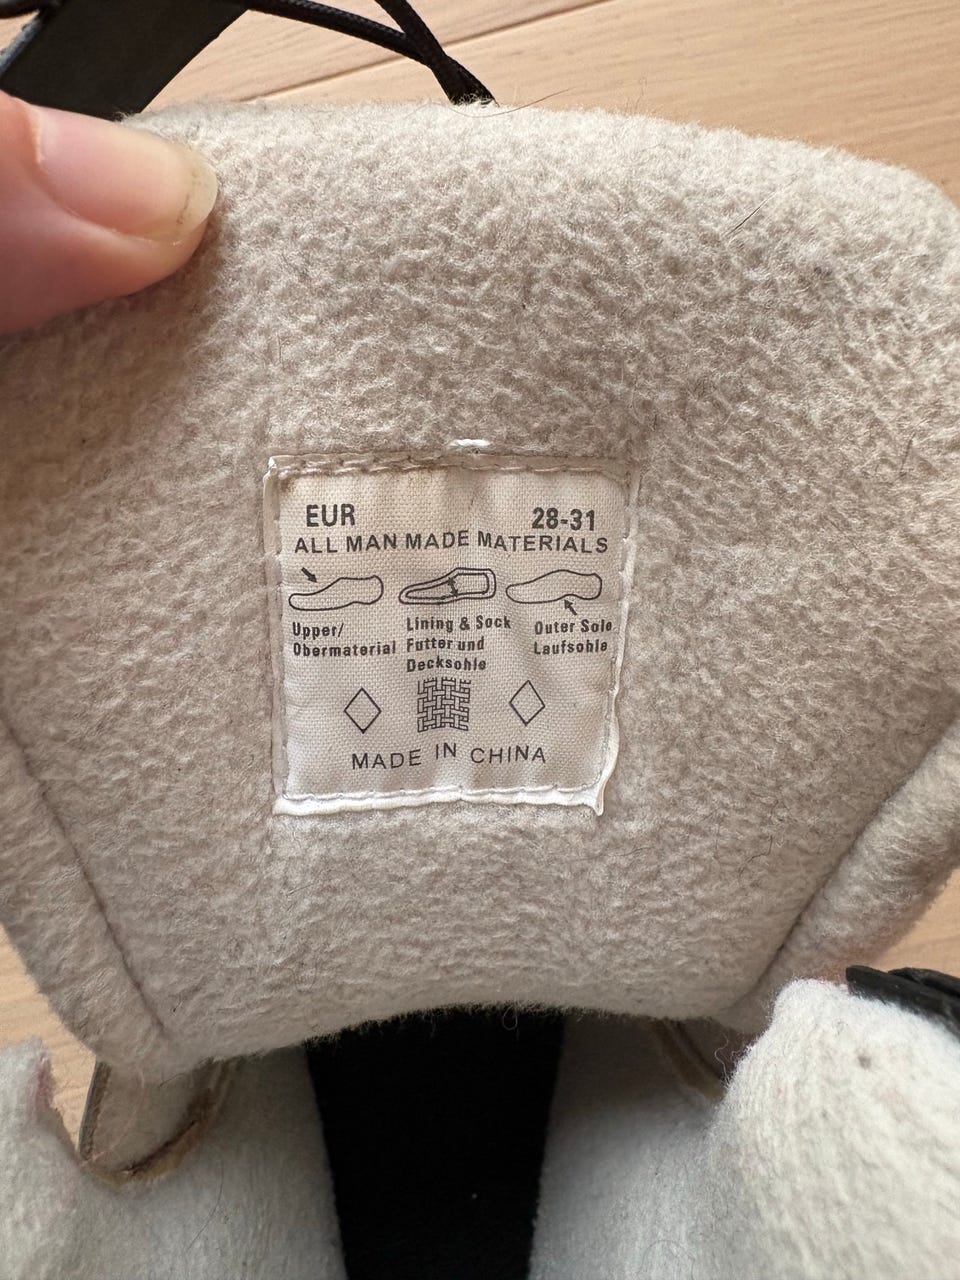 EUR 28-31
ALL MAN MADE MATERIALS
Upper/
Obermaterial
Lining & Sock
Futter und
Decksohle
Outer Sole
Laufsohle
MADE IN CHINA